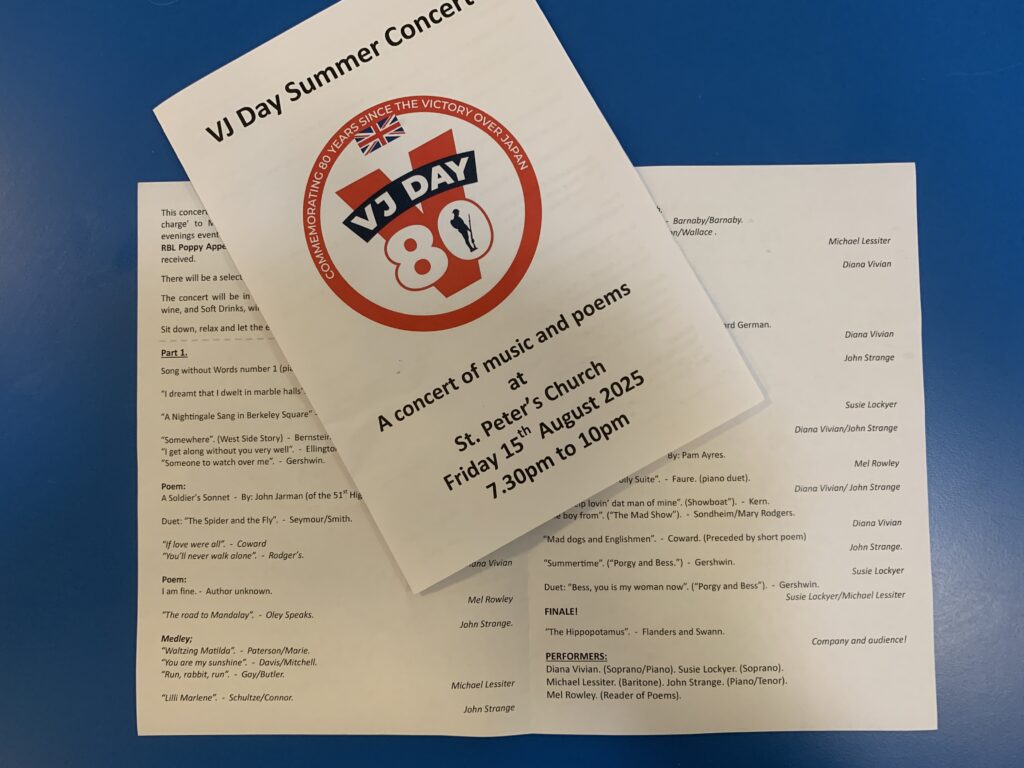 VJ Day Summer Concert
COMMEMORATING 80 YEARS SINCE THE VICTORY OVER JAPAN
VJ DAY
80
A concert of music and poems
at
St. Peter's Church
Friday 15th August 2025
7.30pm to 10pm
This concert
charge' to
evenings event
RBL Poppy
received.
There will be a
The concert will be in
wine, and Soft Drinks,
Sit down, relax and let the
Part 1.
Song without Words number 1
"I dreamt that I dwelt in marble halls"
"A Nightingale Sang in Berkeley Square" -
"Somewhere". (West Side Story) - Bernstein.
"I get along without you very well". -
"Someone to watch over me". - Gershwin.
Poem:
A Soldier's Sonnet - By: John Jarman (of the 51st
Duet: "The Spider and the Fly". - Seymour/Smith.
"If love were all". - Coward
"You'll never walk alone". - Rodger's.
Vivian
Poem:
I am fine. - Author unknown.
Mel Rowley
"The road to Mandalay". - Oley Speaks.
John Strange.
Medley;
"Waltzing Matilda". - Paterson/Marie.
"You are my sunshine". - Davis/Mitchell.
"Run, rabbit, run". - Gay/Butler.
Michael Lessiter
"Lilli Marlene". - Schultze/Connor.
John Strange
- Barnaby/Barnaby.
/Wallace .
Michael Lessiter
Diana Vivian
German.
Diana Vivian
John Strange
Susie Lockyer
Diana Vivian/John Strange
By: Pam Ayres.
Mel Rowley
Suite". - Faure. (piano duet).
Diana Vivian/ John Strange
lovin' dat man of mine". (Showboat"). - Kern.
boy from". ("The Mad Show"). - Sondheim/Mary Rodgers.
Diana Vivian
"Mad dogs and Englishmen". - Coward. (Preceded by short poem)
John Strange.
"Summertime". ("Porgy and Bess.") - Gershwin.
Susie Lockyer
Duet: "Bess, you is my woman now". ("Porgy and Bess"). - Gershwin.
Susie Lockyer/Michael Lessiter
FINALE!
"The Hippopotamus". - Flanders and Swann.
Company and audience!
PERFORMERS:
Diana Vivian. (Soprano/Piano). Susie Lockyer. (Soprano).
Michael Lessiter. (Baritone). John Strange. (Piano/Tenor).
Mel Rowley. (Reader of Poems).